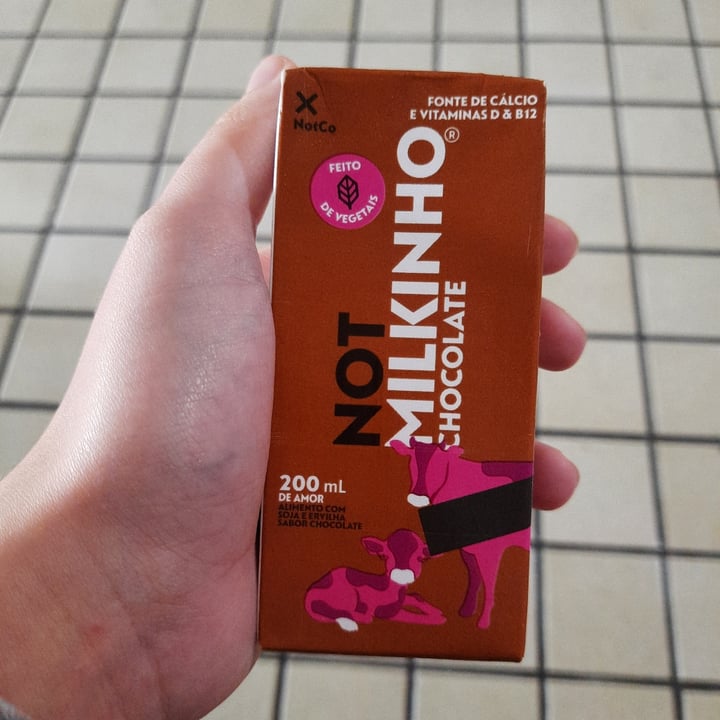 NotCo
FONTE DE CÁLCIO
E VITAMINAS D & B12
FEITO
DE VEGETAIS
NOT
MILKINHO®
CHOCOLATE
200 mL
DE AMOR
ALIMENTO COM
SOJA E ERVILHA
SABOR CHOCOLATE